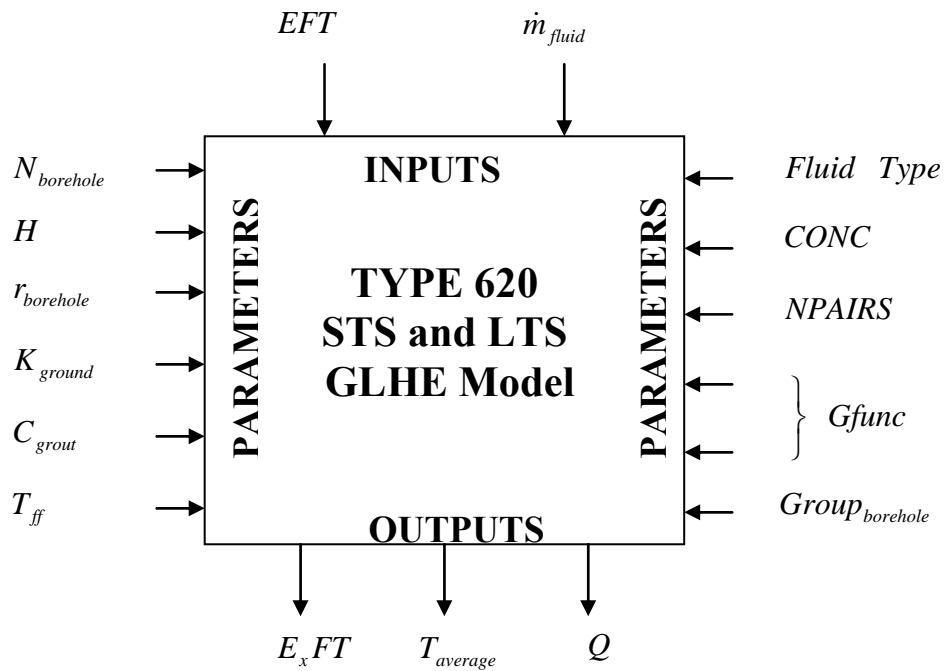 EFT
ṁ_fluid
INPUTS
N_borehole
H
r_borehole
K_ground
C_grout
T_ff
PARAMETERS
TYPE 620
STS and LTS
GLHE Model
PARAMETERS
Fluid Type
CONC
NPAIRS
} Gfunc
Group_borehole
OUTPUTS
E_xFT
T_average
Q